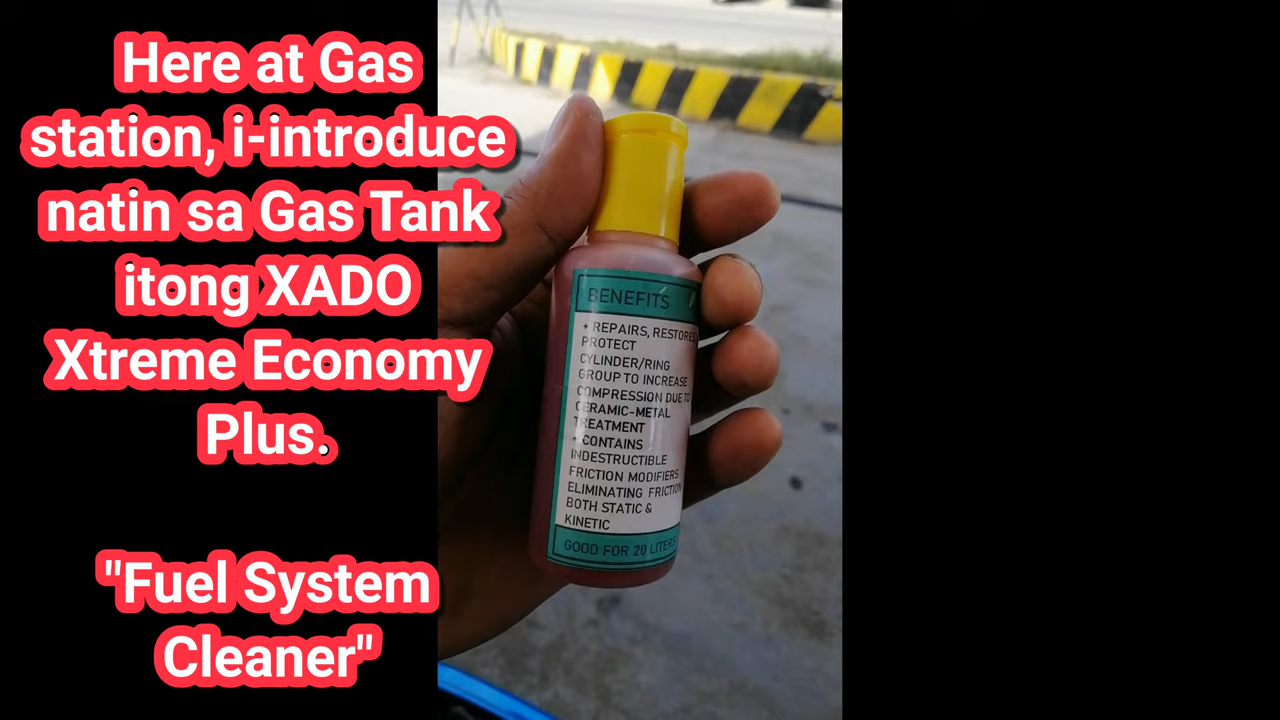 Here at Gas
station, i-introduce
natin sa Gas Tank
itong XADO
Xtreme Economy
Plus.
"Fuel System
Cleaner"
BENEFITS
+ REPAIRS, RESTORES,
PROTECT
CYLINDER/RING
GROUP TO INCREASE
COMPRESSION DUE TO
CERAMIC-METAL
TREATMENT
+ CONTAINS
INDESTRUCTIBLE
FRICTION MODIFIERS
ELIMINATING FRICTION
BOTH STATIC &
KINETIC
GOOD FOR 20 LITERS